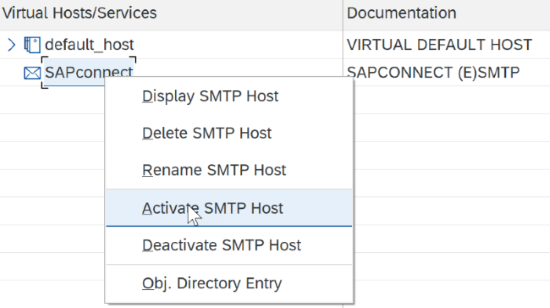 Virtual Hosts/Services Documentation
default_host VIRTUAL DEFAULT HOST
SAPconnect SAPCONNECT (E)SMTP
Display SMTP Host
Delete SMTP Host
Rename SMTP Host
Activate SMTP Host
Deactivate SMTP Host
Obj. Directory Entry